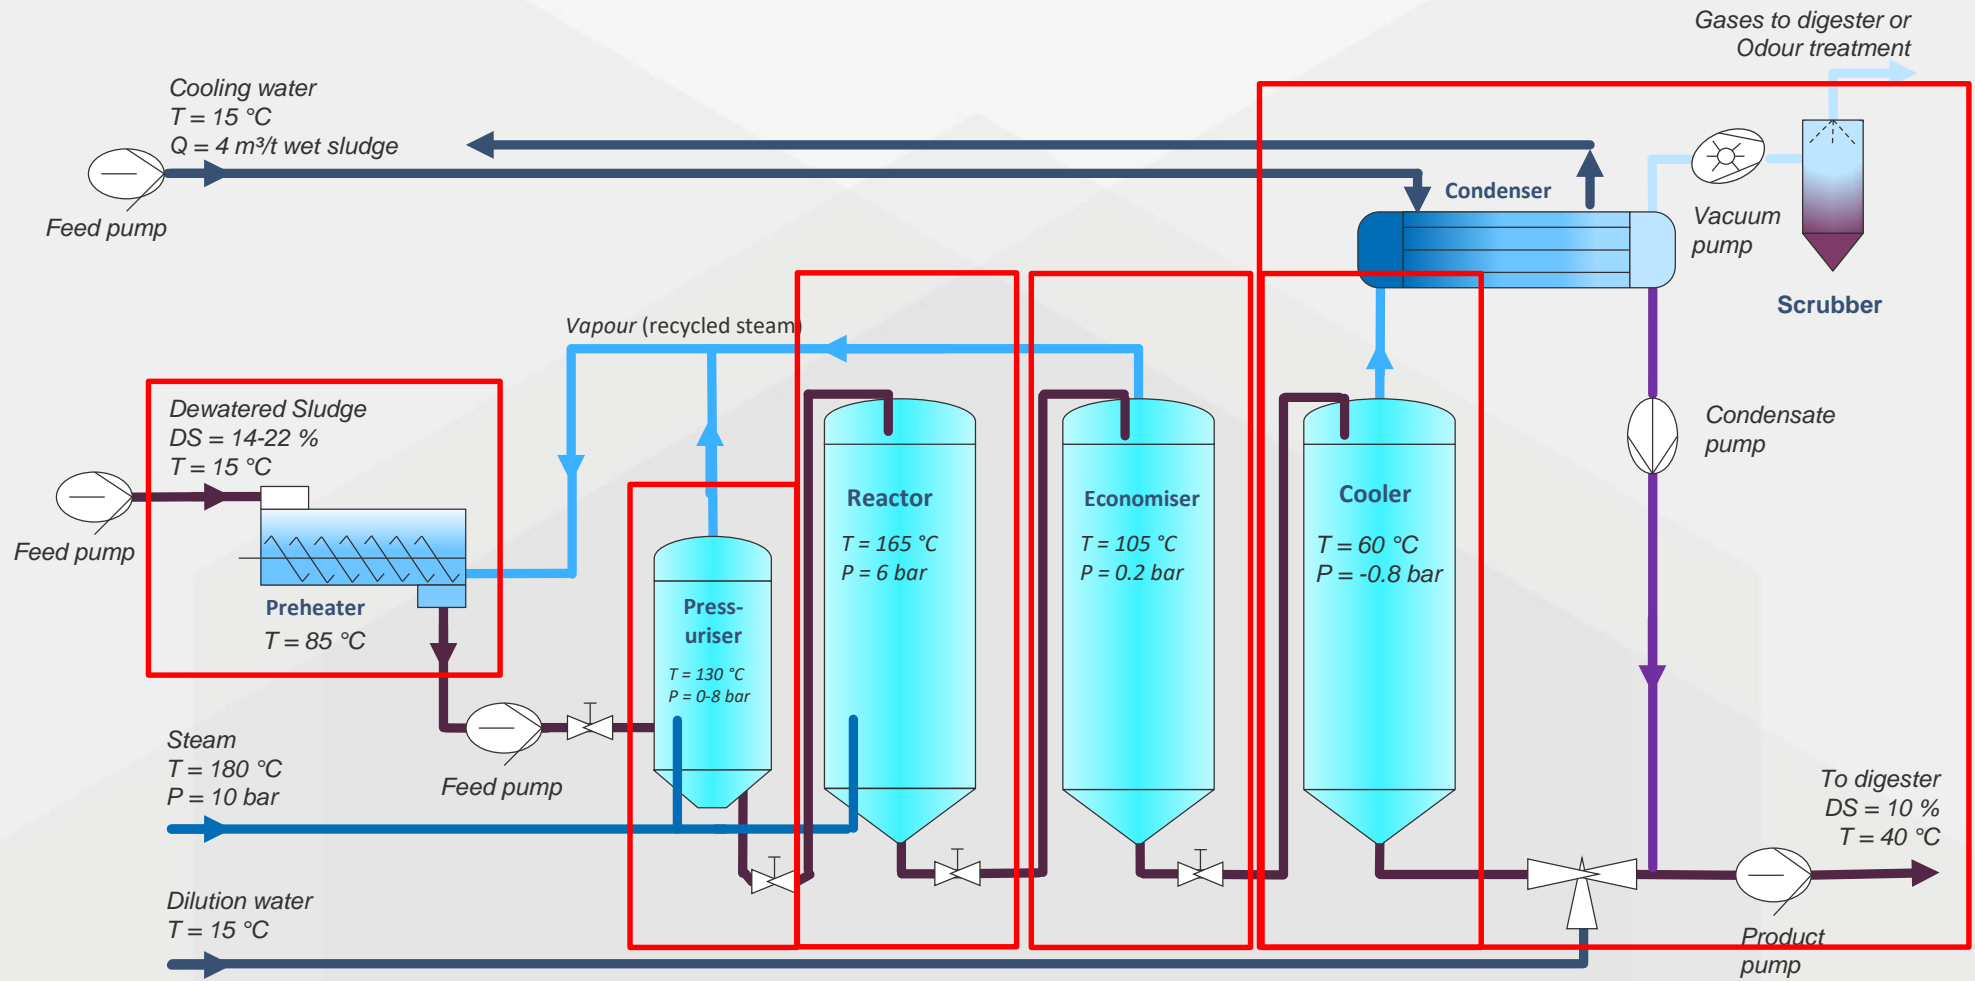 Gases to digester or
Odour treatment
Cooling water
T = 15 °C
Q = 4 m³/t wet sludge
Feed pump
Condenser
Vacuum
pump
Scrubber
Vapour (recycled steam)
Dewatered Sludge
DS = 14-22 %
T = 15 °C
Feed pump
Preheater
T = 85 °C
Press-
uriser
T = 130 °C
P = 0-8 bar
Reactor
T = 165 °C
P = 6 bar
Economiser
T = 105 °C
P = 0.2 bar
Cooler
T = 60 °C
P = -0.8 bar
Condensate
pump
Steam
T = 180 °C
P = 10 bar
Feed pump
To digester
DS = 10 %
T = 40 °C
Dilution water
T = 15 °C
Product
pump